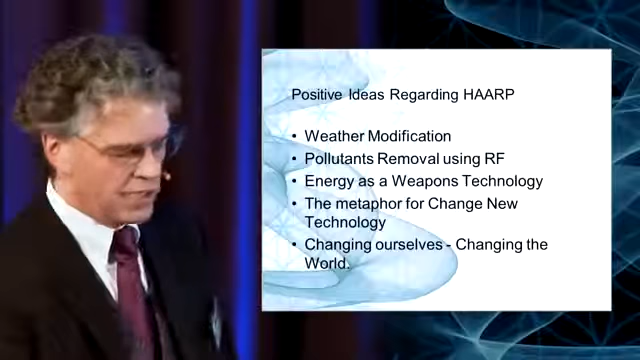 Positive Ideas Regarding HAARP
• Weather Modification
• Pollutants Removal using RF
• Energy as a Weapons Technology
• The metaphor for Change New
Technology
• Changing ourselves - Changing the
World.